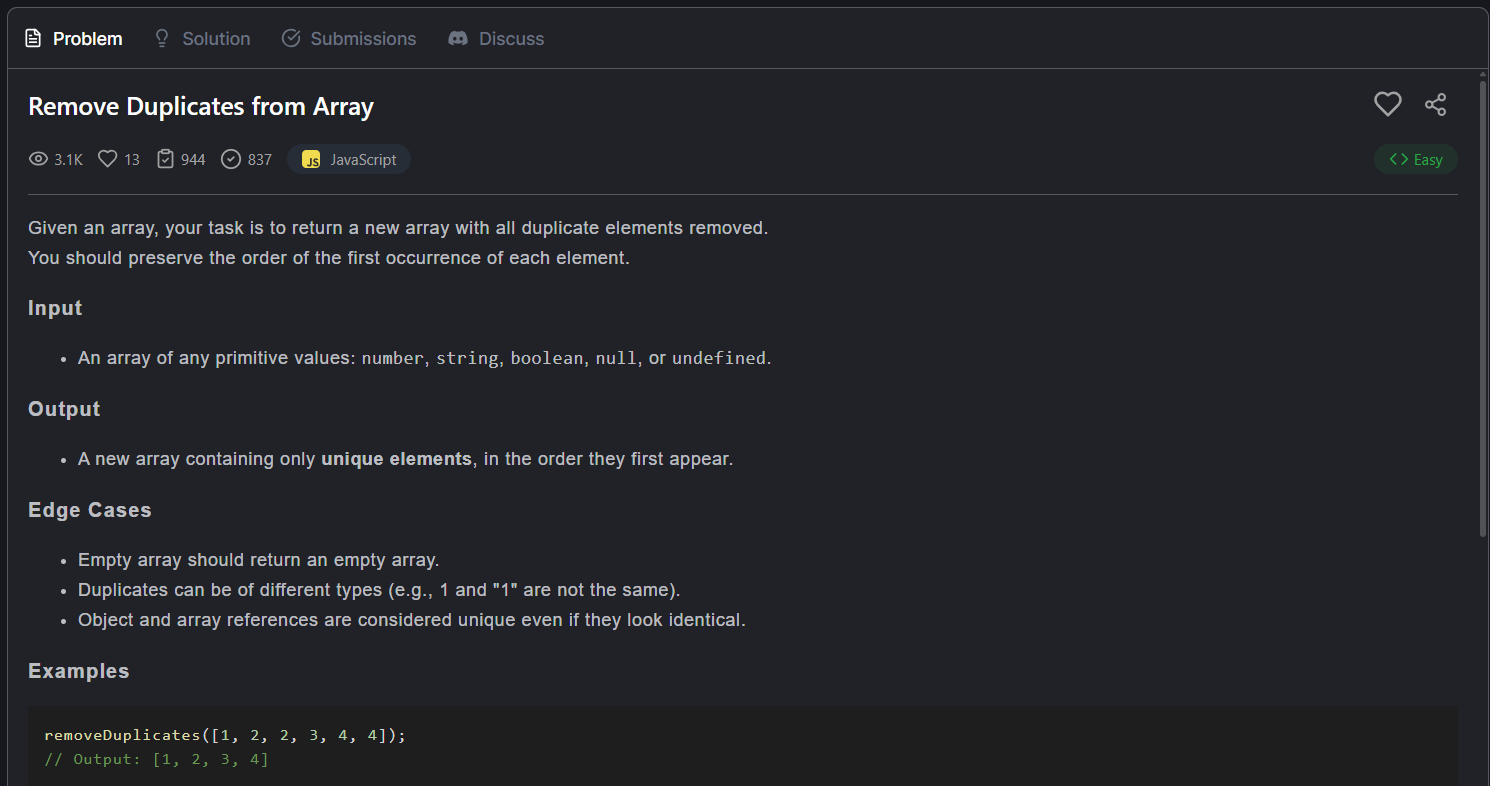 Problem Solution Submissions Discuss
Remove Duplicates from Array
3.1K 13 944 837 JS JavaScript Easy
Given an array, your task is to return a new array with all duplicate elements removed.
You should preserve the order of the first occurrence of each element.
Input
• An array of any primitive values: number, string, boolean, null, or undefined.
Output
• A new array containing only unique elements, in the order they first appear.
Edge Cases
• Empty array should return an empty array.
• Duplicates can be of different types (e.g., 1 and "1" are not the same).
• Object and array references are considered unique even if they look identical.
Examples
removeDuplicates([1, 2, 2, 3, 4, 4]);
// Output: [1, 2, 3, 4]